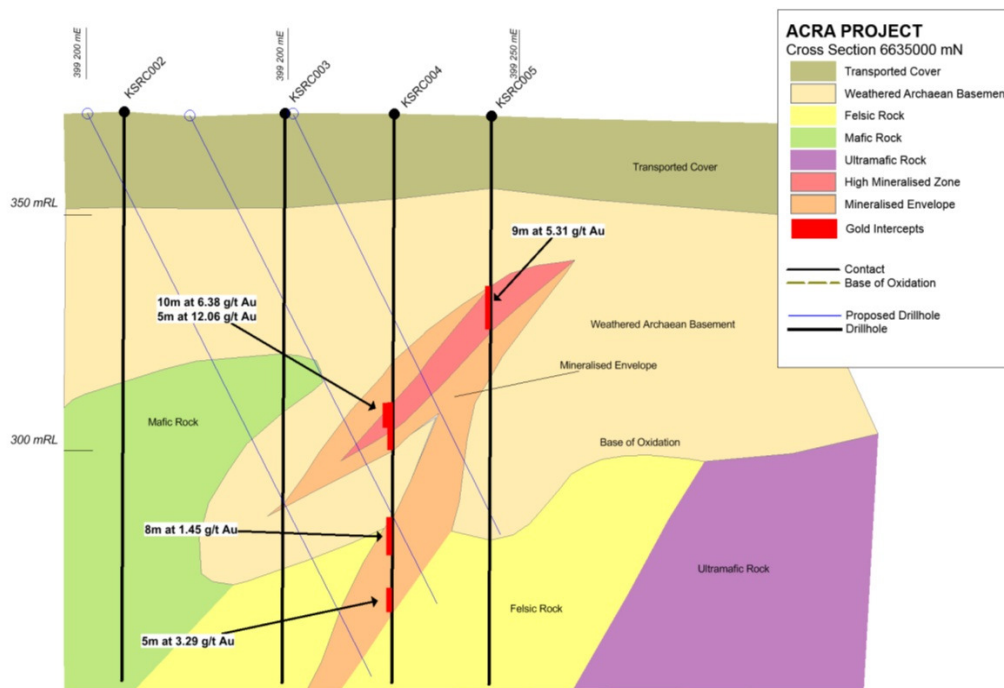 399 200 mE
399 200 mE
399 250 mE
KSRC002
KSRC003
KSRC004
KSRC005
ACRA PROJECT
Cross Section 6635000 mN
Transported Cover
Weathered Archaean Basement
Felsic Rock
Mafic Rock
Ultramafic Rock
High Mineralised Zone
Mineralised Envelope
Gold Intercepts
Contact
Base of Oxidation
Proposed Drillhole
Drillhole
Transported Cover
350 mRL
9m at 5.31 g/t Au
10m at 6.38 g/t Au
5m at 12.06 g/t Au
Weathered Archaean Basement
Mineralised Envelope
Mafic Rock
300 mRL
Base of Oxidation
8m at 1.45 g/t Au
Ultramafic Rock
Felsic Rock
5m at 3.29 g/t Au